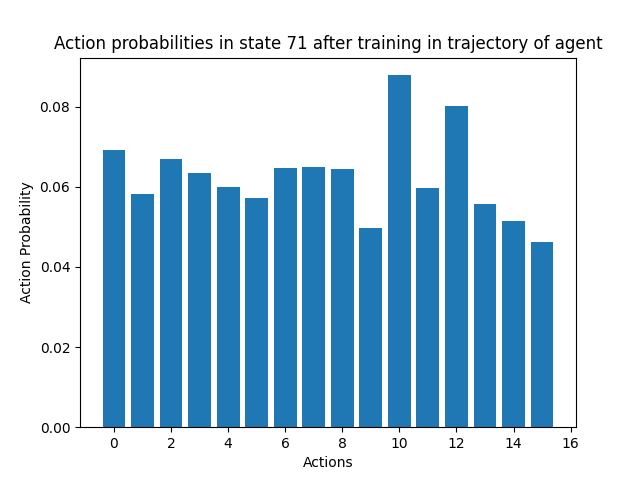 Action probabilities in state 71 after training in trajectory of agent
0.08
0.06
0.04
0.02
0.00
Action Probability
0 2 4 6 8 10 12 14 16
Actions